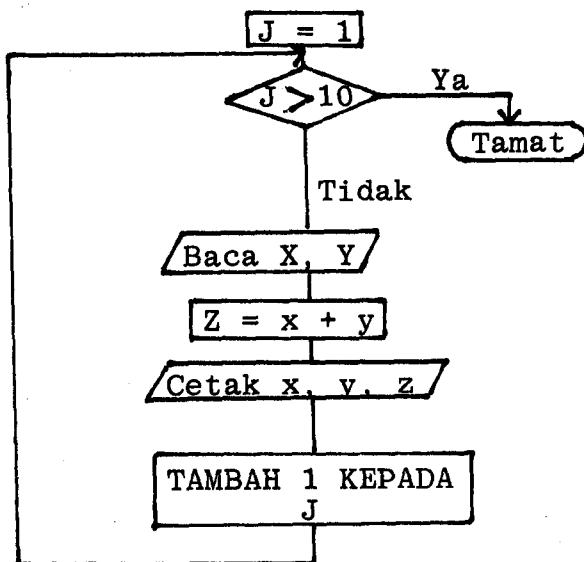 J = 1
J > 10
Ya
Tamat
Tidak
Baca X, Y
Z = x + y
Cetak x, y, z
TAMBAH 1 KEPADA
J